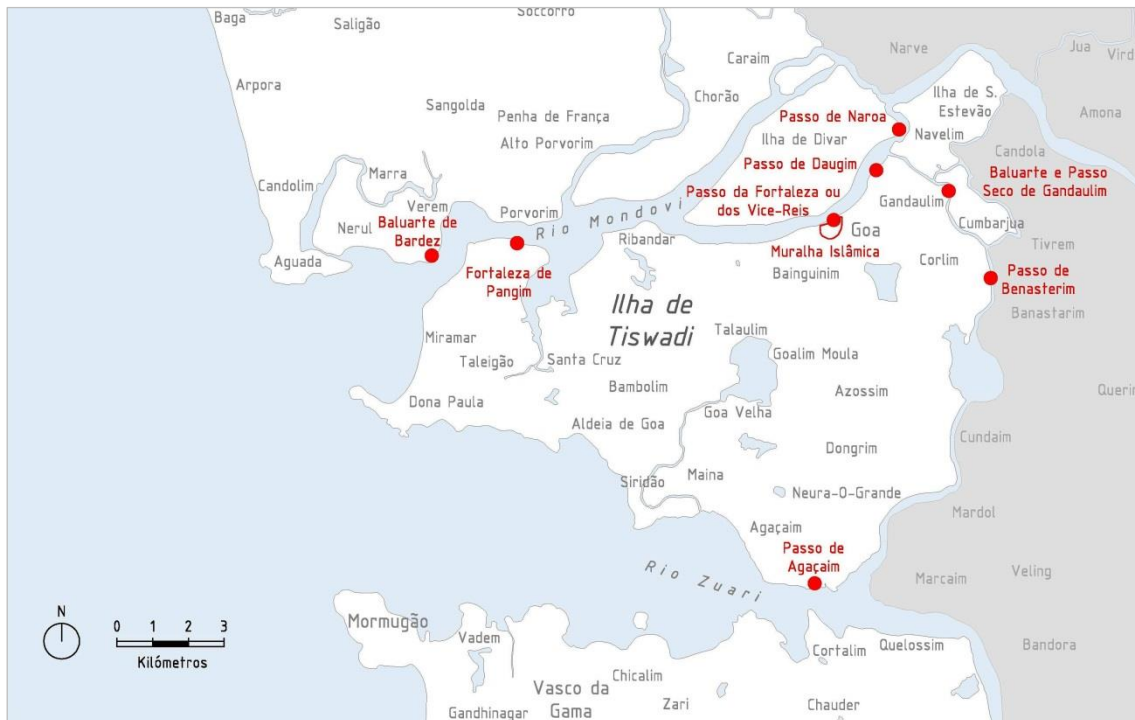 Baga
Saligão
Soccorro
Narve
Jua
Vird
Arpora
Caraim
Chorão
Ilha de S.
Estevão
Amona
Sangolda
Penha de França
Alto Porvorim
Passo de Naroa
Ilha de Divar
Navelim
Candola
Passo de Daugim
Baluarte e Passo
Seco de Gandaulim
Marra
Candolim
Verem
Passo da Fortaleza ou
dos Vice-Reis
Gandaulim
Nerul
Baluarte de
Bardez
Porvorim
Rio Mondovi
Ribandar
Goa
Cumbarjua
Tivrem
Aguada
Fortaleza de
Pangim
Muralha Islâmica
Bainguinim
Corlim
Passo de
Benasterim
Banastarim
Ilha de
Tiswadi
Miramar
Taleigão
Santa Cruz
Talaulim
Goalim Moula
Bambolim
Azossim
Querim
Dona Paula
Aldeia de Goa
Goa Velha
Cundaim
Dongrim
Siridão
Maina
Neura-O-Grande
Mardol
Agaçaim
Passo de
Agaçaim
Rio Zuari
Marcaim
Veling
N
0 1 2 3
Kilómetros
Mormugão
Vadem
Cortalim
Quelossim
Bandora
Chicalim
Vasco da
Gama
Zari
Chauder
Gandhinagar